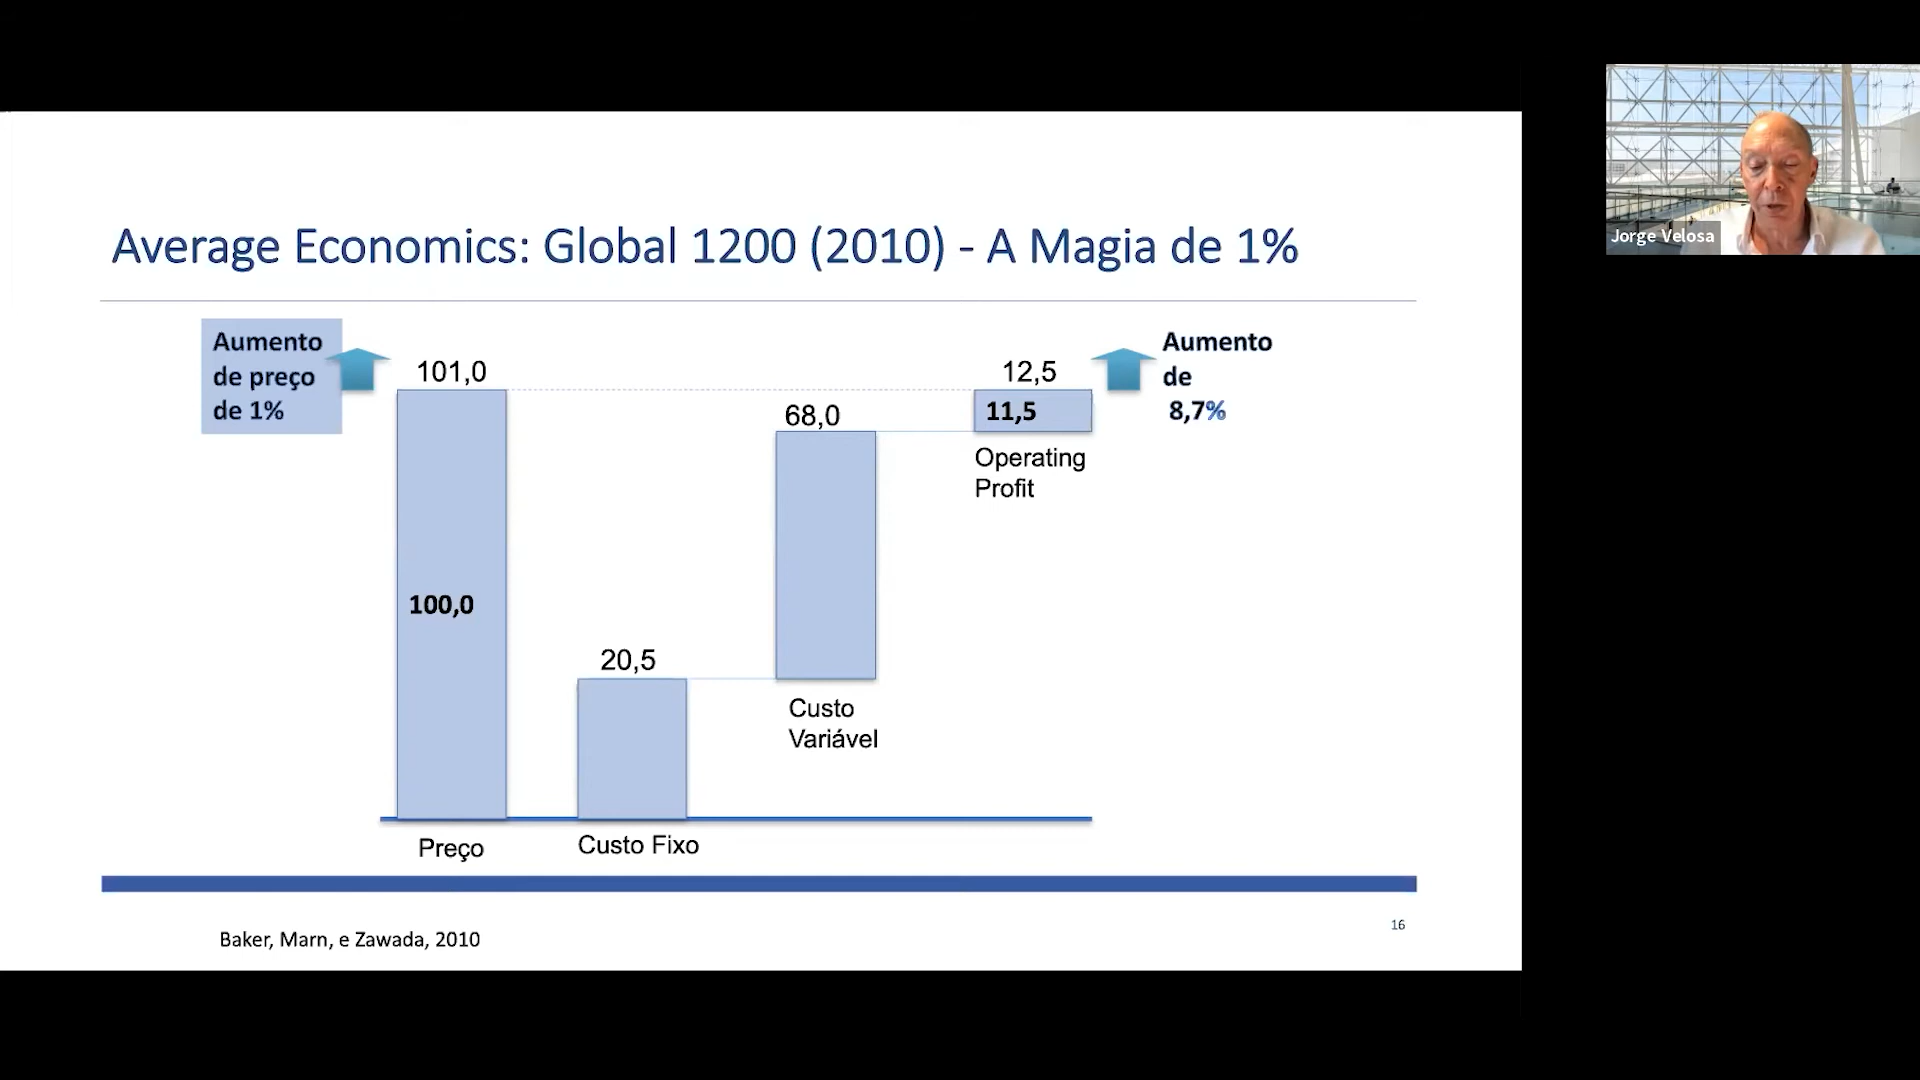 Average Economics: Global 1200 (2010) - A Magia de 1%
Aumento
de preço
de 1%
101,0
100,0
Preço
20,5
Custo Fixo
68,0
Custo
Variável
12,5
11,5
Operating
Profit
Aumento
de
8,7%
Baker, Marn, e Zawada, 2010
16
Jorge Velosa